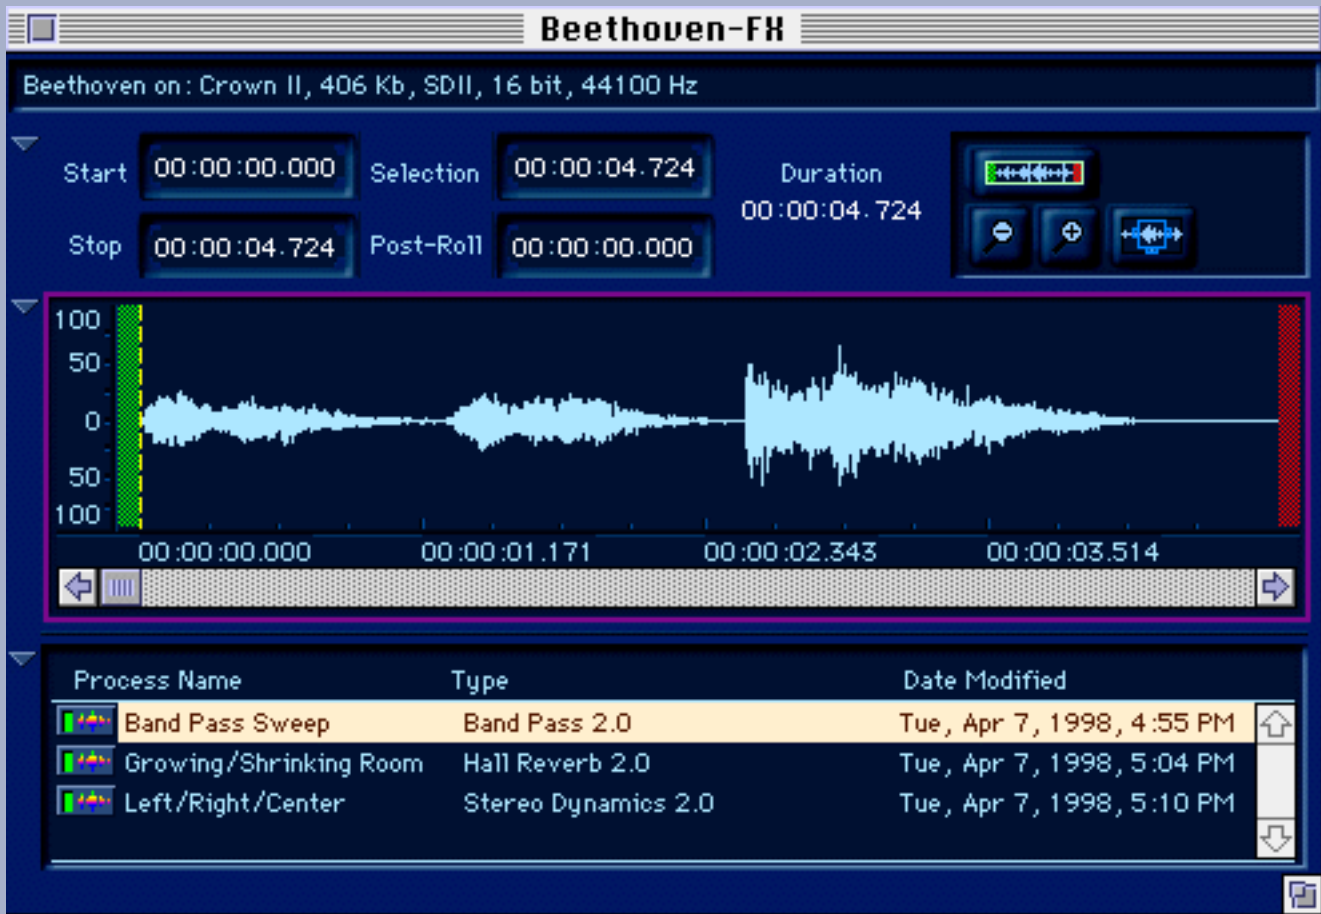 Beethoven-FX
Beethoven on: Crown II, 406 Kb, SDII, 16 bit, 44100 Hz
Start 00:00:00.000 Selection 00:00:04.724 Duration
00:00:04.724
Stop 00:00:04.724 Post-Roll 00:00:00.000
100
50
0
50
100
00:00:00.000 00:00:01.171 00:00:02.343 00:00:03.514
Process Name Type Date Modified
Band Pass Sweep Band Pass 2.0 Tue, Apr 7, 1998, 4:55 PM
Growing/Shrinking Room Hall Reverb 2.0 Tue, Apr 7, 1998, 5:04 PM
Left/Right/Center Stereo Dynamics 2.0 Tue, Apr 7, 1998, 5:10 PM